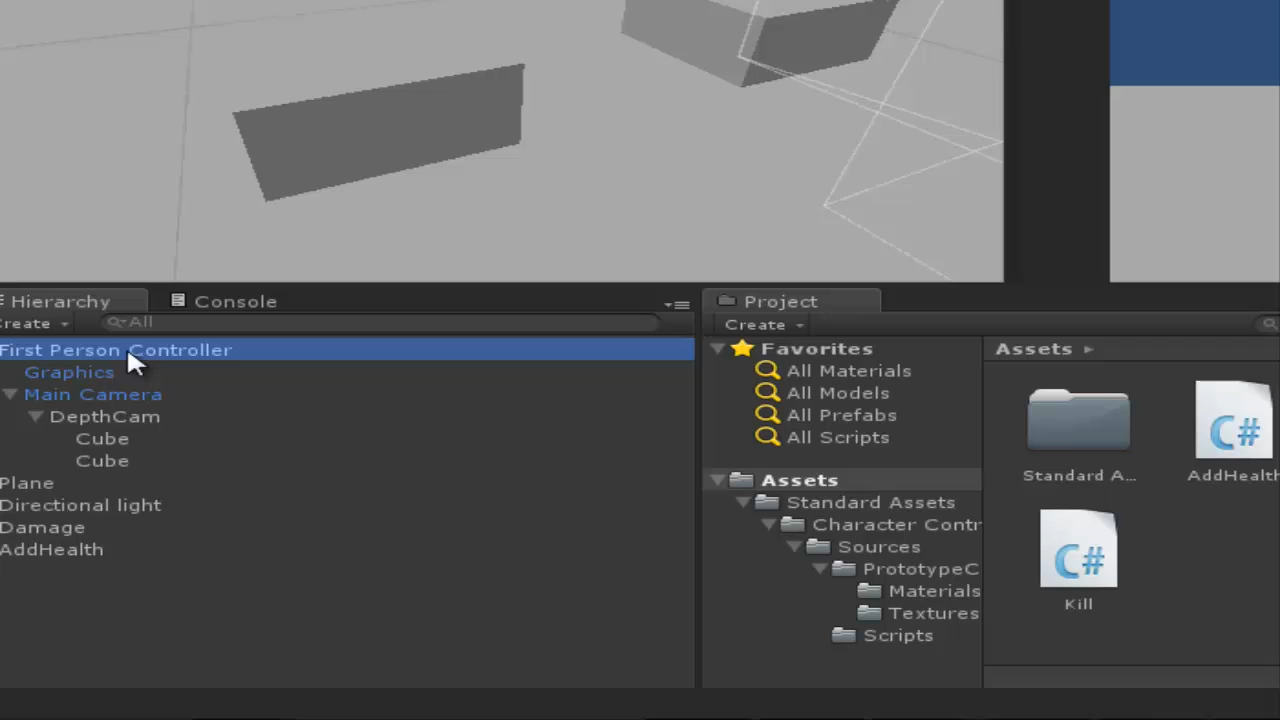 Hierarchy
Console
Create
All
First Person Controller
Graphics
Main Camera
DepthCam
Cube
Cube
Plane
Directional light
Damage
AddHealth
Project
Create
Favorites
All Materials
All Models
All Prefabs
All Scripts
Assets
Standard Assets
Character Contr
Sources
PrototypeC
Materials
Textures
Scripts
Assets
Standard A...
C#
AddHealth
C#
Kill